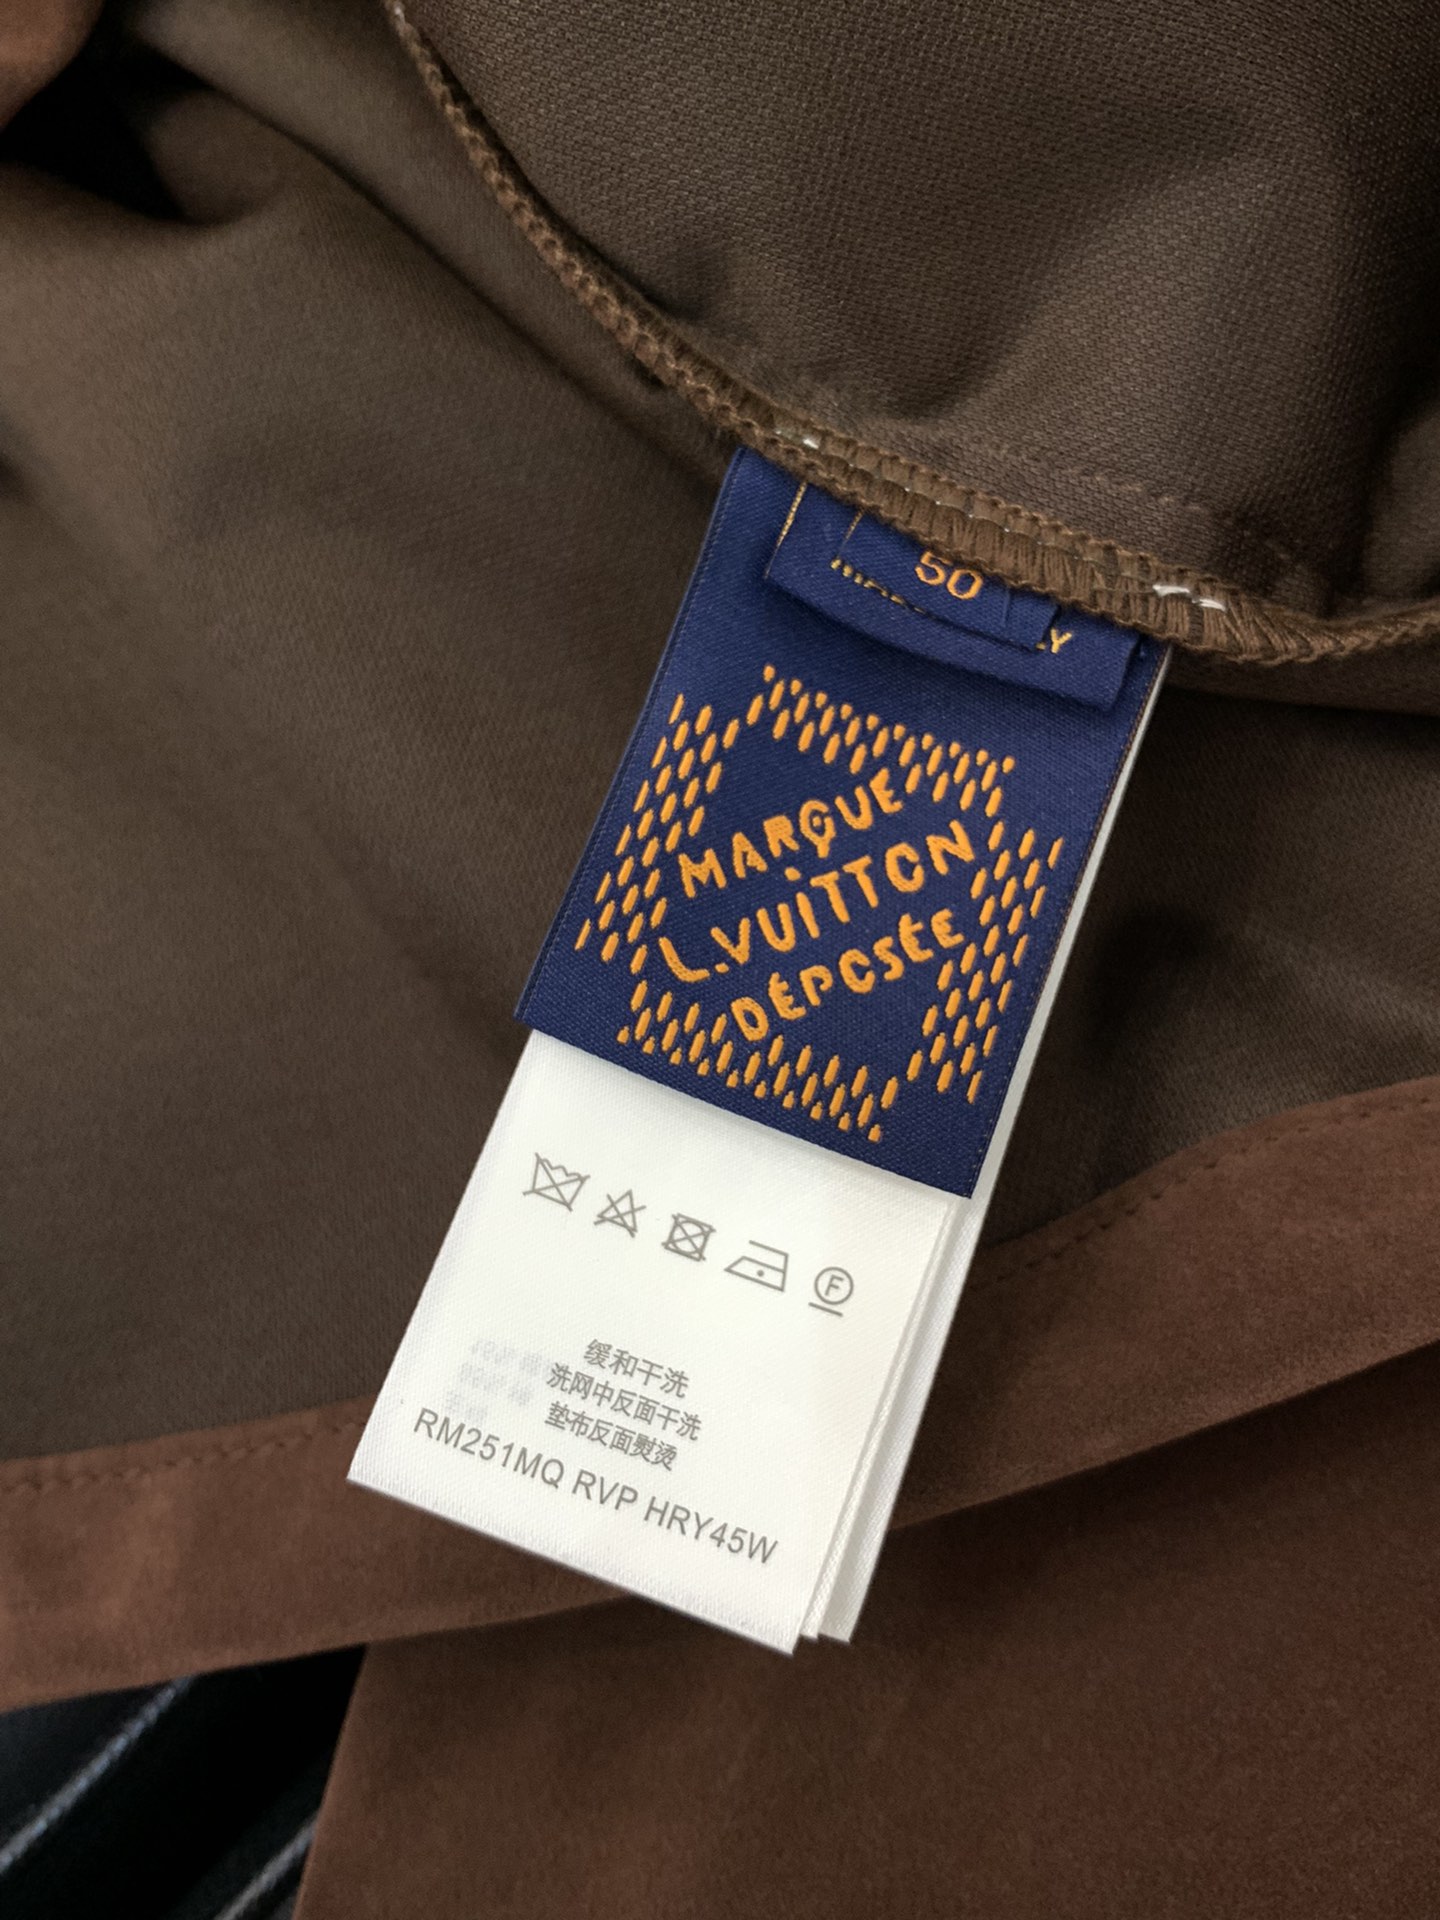 50
MARQUE
L.VUITTON
DÉPOSÉE
F
缓和干洗
洗网中反面干洗
垫布反面熨烫
RM251MQ RVP HRY45W